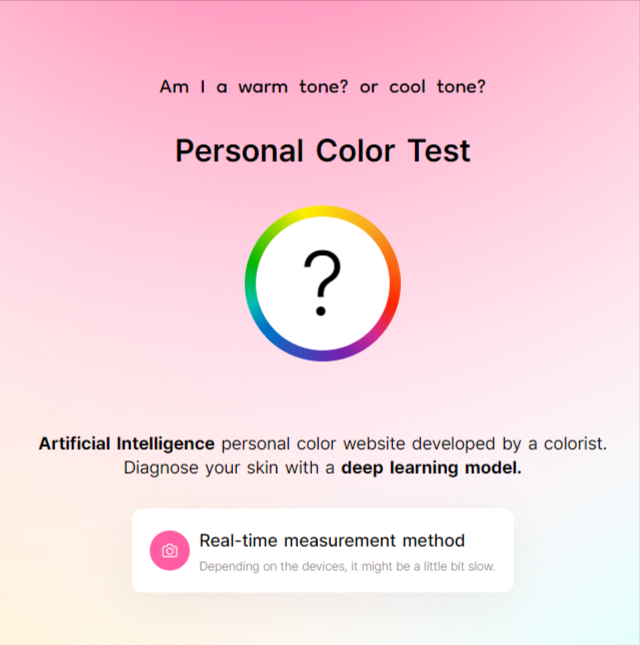 Am I a warm tone? or cool tone?
Personal Color Test
?
Artificial Intelligence personal color website developed by a colorist.
Diagnose your skin with a deep learning model.
Real-time measurement method
Depending on the devices, it might be a little bit slow.